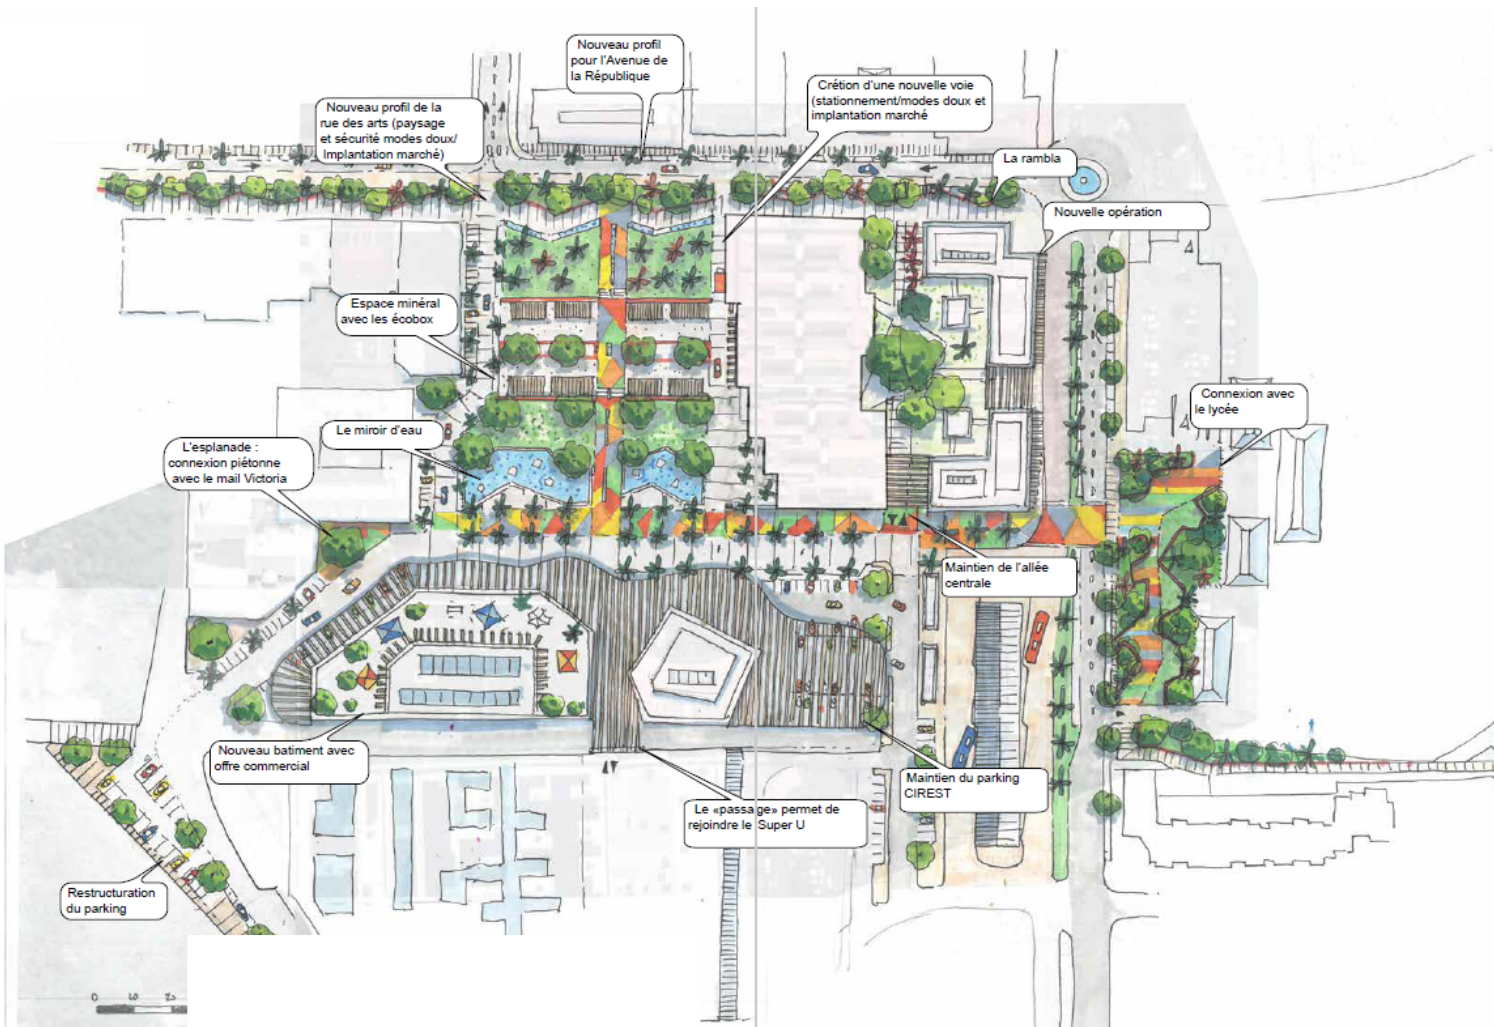 Nouveau profil
pour l'Avenue de
la République
Crétion d'une nouvelle voie
(stationnement/modes doux et
implantation marché
Nouveau profil de la
rue des arts (paysage
et sécurité modes doux/
Implantation marché)
La rambla
Nouvelle opération
Espace minéral
avec les écobox
Connexion avec
le lycée
Le miroir d'eau
L'esplanade :
connexion piétonne
avec le mail Victoria
Maintien de l'allée
centrale
Nouveau batiment avec
offre commercial
Maintien du parking
CIREST
Le «passage» permet de
rejoindre le Super U
Restructuration
du parking
0 10 20